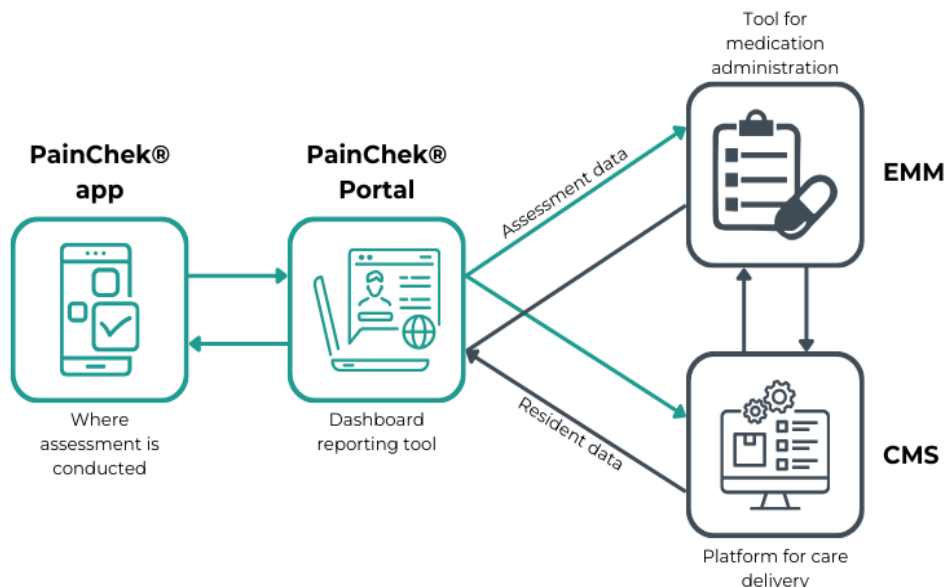 PainChek®
app
Where
assessment is
conducted
PainChek®
Portal
Dashboard
reporting tool
Assessment data
Resident data
Tool for
medication
administration
EMM
CMS
Platform for care
delivery